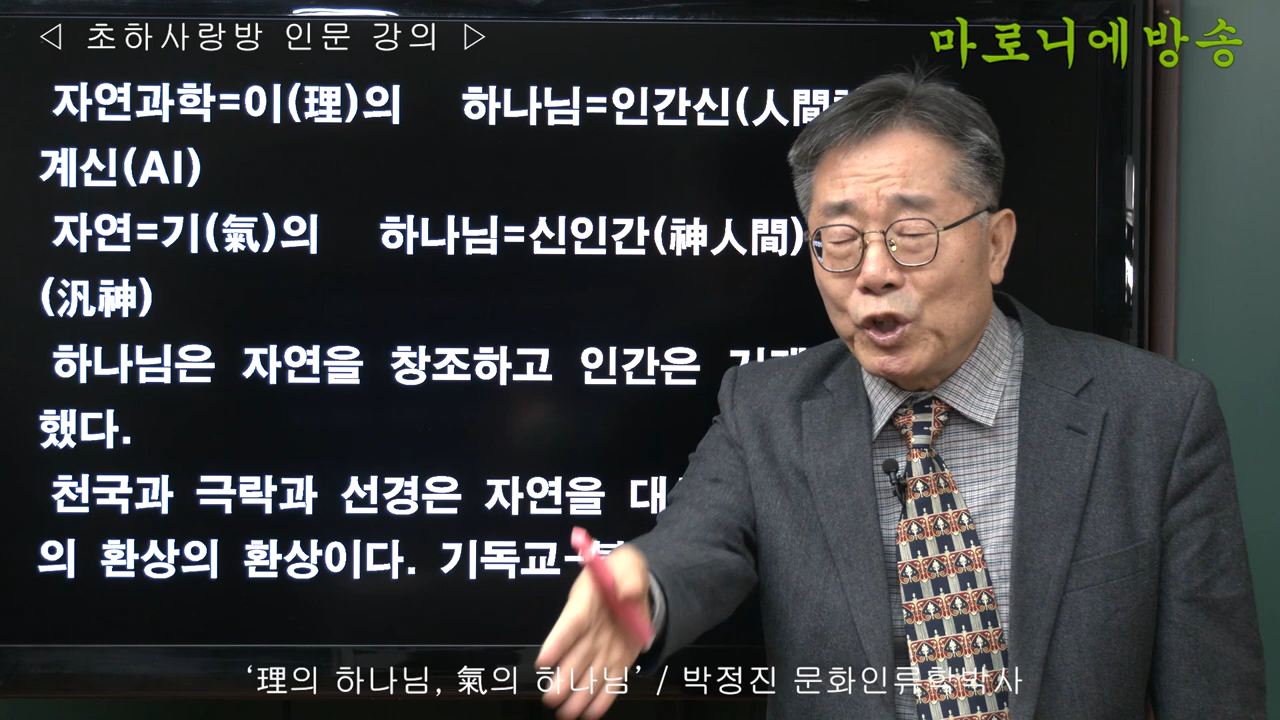 ◁ 초하사랑방 인문 강의 ▷
마로니에방송
자연과학=이(理)의 하나님=인간신(人間
계신(AI)
자연=기(氣)의 하나님=신인간(神人間)
(汎神)
하나님은 자연을 창조하고 인간은
했다.
천국과 극락과 선경은 자연을
의 환상의 환상이다. 기독교-
‘理의 하나님, 氣의 하나님’ / 박정진 문화인류학박사